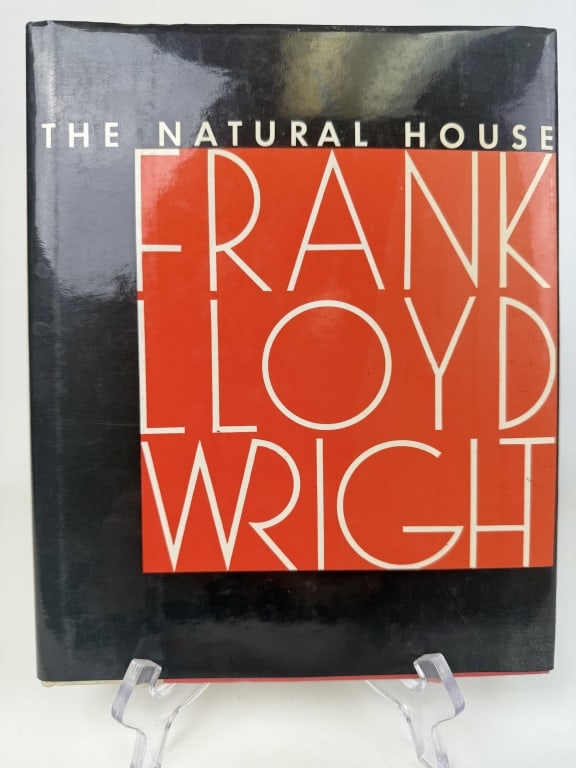 THE NATURAL HOUSE
FRANK
LLOYD
WRIGHT